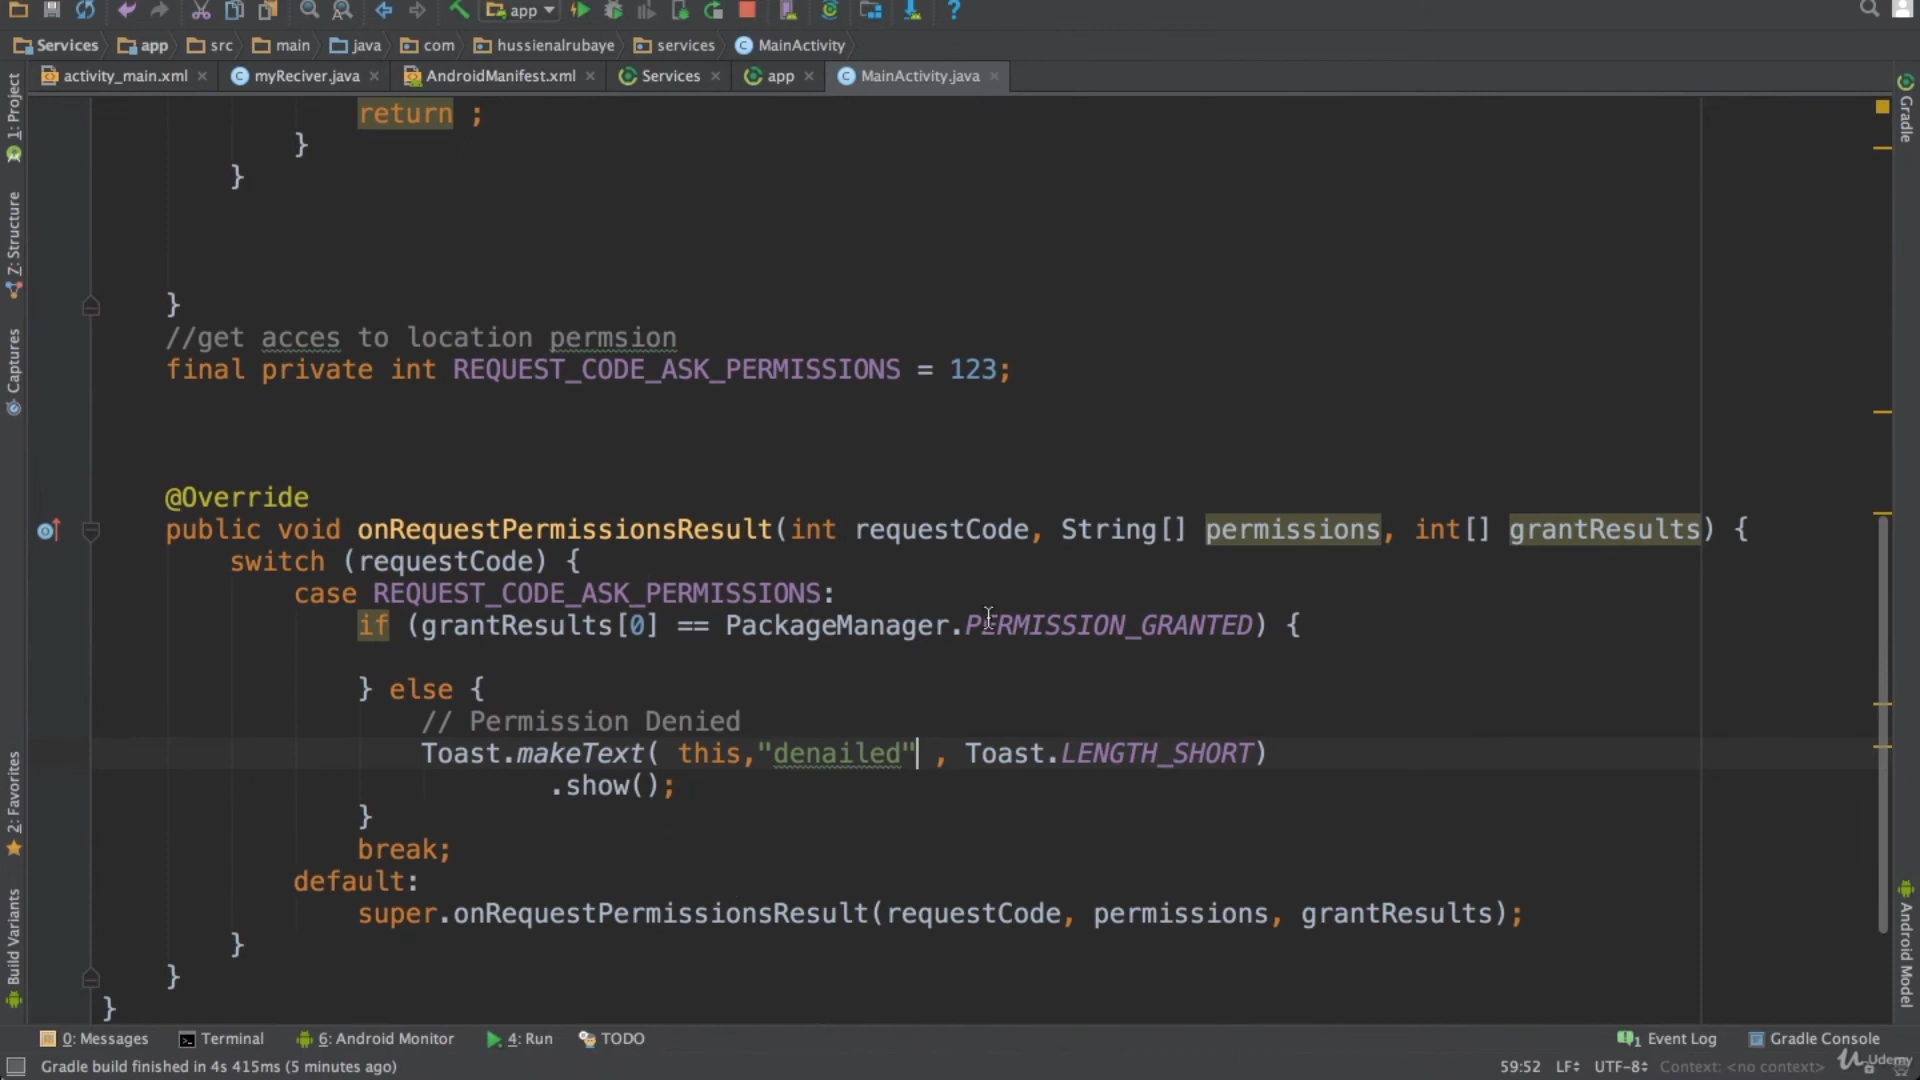 app
Services app src main java com hussienalrubaye services MainActivity
activity_main.xml myReciver.java AndroidManifest.xml Services app MainActivity.java
1: Project
7: Structure
Captures
2: Favorites
Build Variants
return ;
}
}
}
//get acces to location permsion
final private int REQUEST_CODE_ASK_PERMISSIONS = 123;
@Override
public void onRequestPermissionsResult(int requestCode, String[] permissions, int[] grantResults) {
switch (requestCode) {
case REQUEST_CODE_ASK_PERMISSIONS:
if (grantResults[0] == PackageManager.PERMISSION_GRANTED) {
} else {
// Permission Denied
Toast.makeText( this,"denailed" , Toast.LENGTH_SHORT)
.show();
}
break;
default:
super.onRequestPermissionsResult(requestCode, permissions, grantResults);
}
}
}
Gradle
Android Model
0: Messages Terminal 6: Android Monitor 4: Run TODO 1 Event Log Gradle Console
Gradle build finished in 4s 415ms (5 minutes ago) 59:52 LF÷ UTF-8÷ Context: <no context>
Udemy